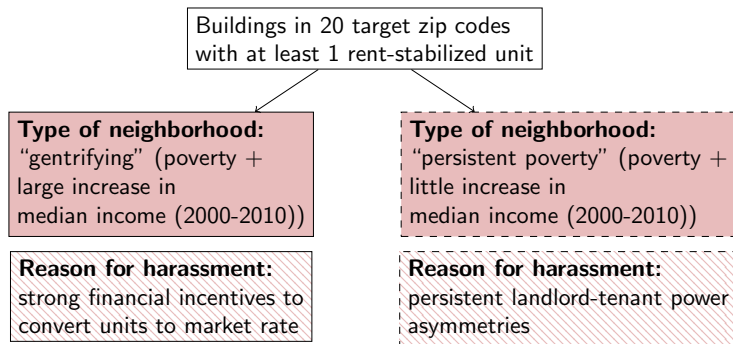 Buildings in 20 target zip codes
with at least 1 rent-stabilized unit
Type of neighborhood:
“gentrifying” (poverty +
large increase in
median income (2000-2010))
Type of neighborhood:
“persistent poverty” (poverty +
little increase in
median income (2000-2010))
Reason for harassment:
strong financial incentives to
convert units to market rate
Reason for harassment:
persistent landlord-tenant power
asymmetries